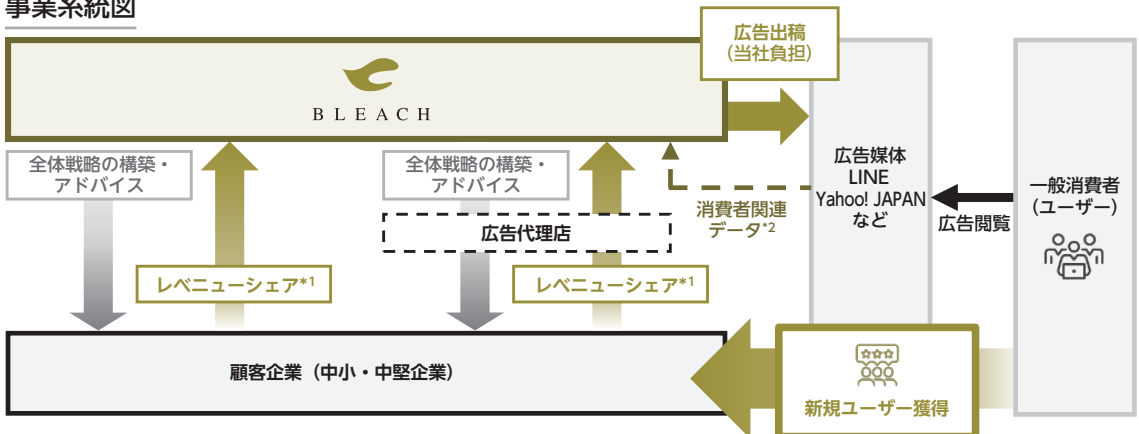 事業系統図
広告出稿
（当社負担）
BLEACH
全体戦略の構築・
アドバイス
全体戦略の構築・
アドバイス
広告媒体
LINE
Yahoo! JAPAN
など
一般消費者
（ユーザー）
消費者関連
データ*2
広告閲覧
広告代理店
レベニューシェア*1
レベニューシェア*1
顧客企業（中小・中堅企業）
新規ユーザー獲得